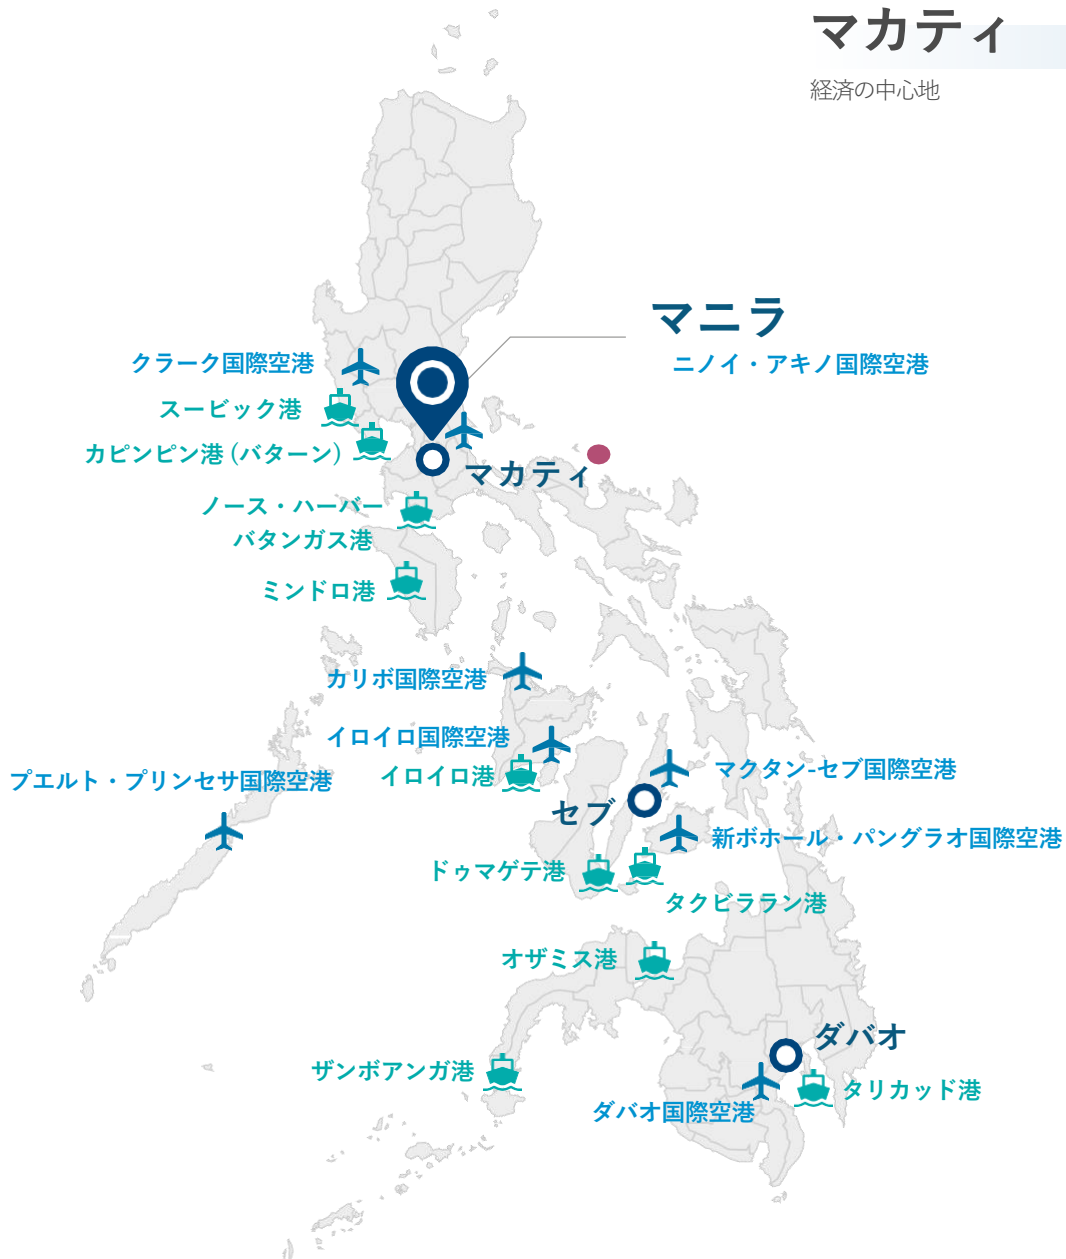 マカティ
経済の中心地
マニラ
ニノイ・アキノ国際空港
クラーク国際空港
スービック港
カピンピン港 (バターン)
マカティ
ノース・ハーバー
バタンガス港
ミンドロ港
カリボ国際空港
イロイロ国際空港
イロイロ港
プエルト・プリンセサ国際空港
マクタン-セブ国際空港
セブ
新ボホール・パングラオ国際空港
ドゥマゲテ港
タクビララン港
オザミス港
ダバオ
ザンボアンガ港
タリカッド港
ダバオ国際空港